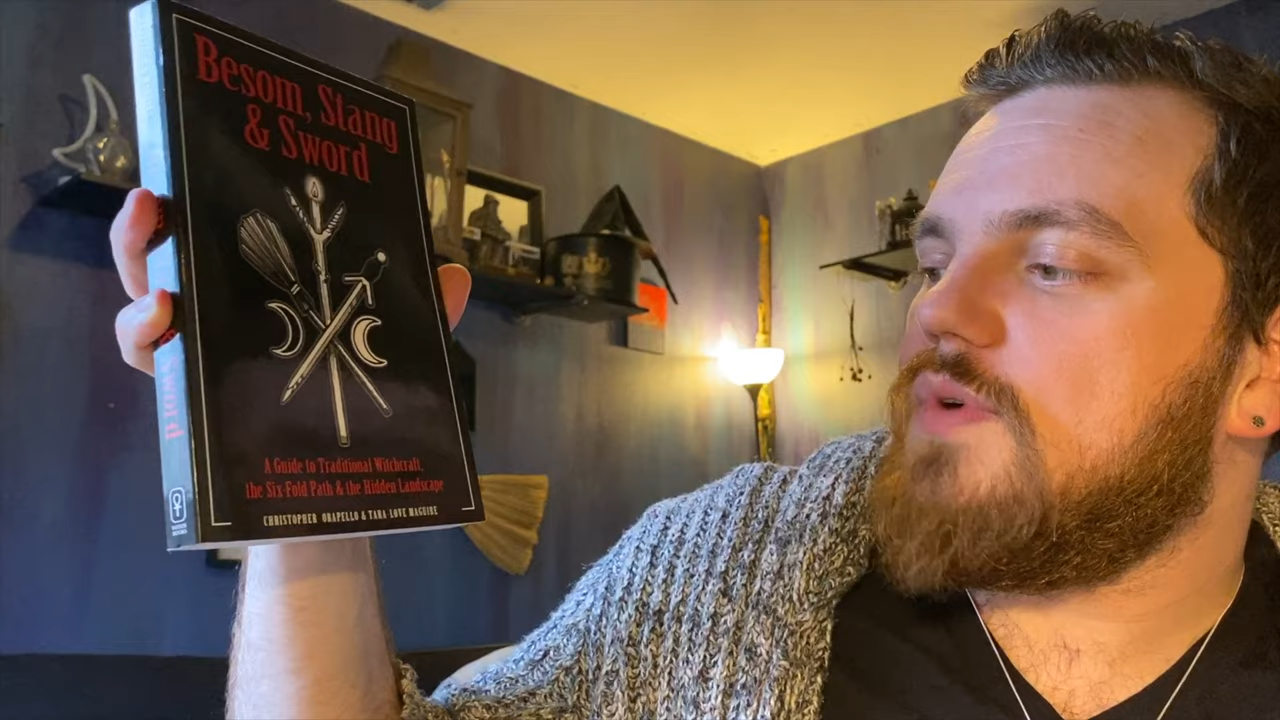 Besom, Stang
& Sword
A Guide to Traditional Witchcraft,
the Six-Fold Path & the Hidden Landscape
CHRISTOPHER ORAPELLO & TARA-LOVE MAGUIRE
Sword